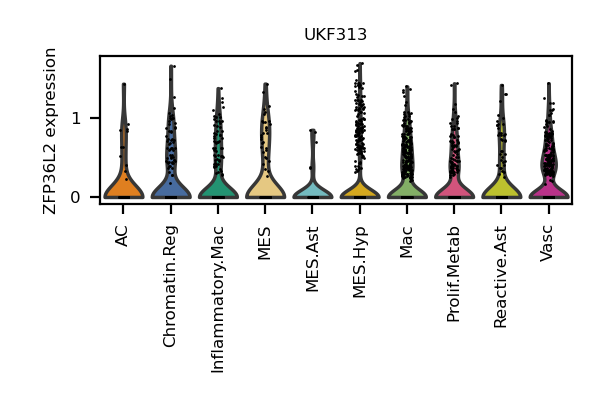 UKF313
ZFP36L2 expression
1
0
AC
Chromatin.Reg
Inflammatory.Mac
MES
MES.Ast
MES.Hyp
Mac
Prolif.Metab
Reactive.Ast
Vasc